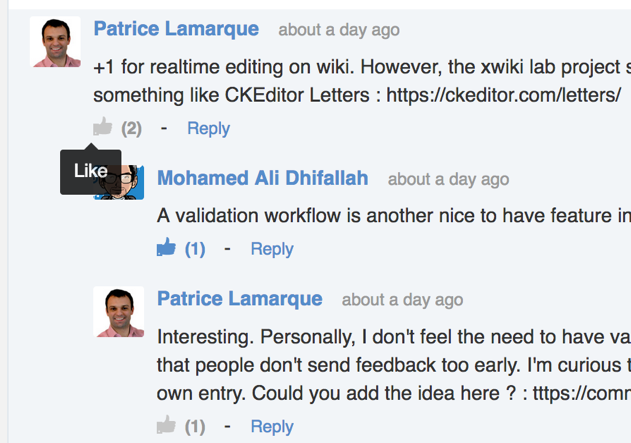 Patrice Lamarque about a day ago
+1 for realtime editing on wiki. However, the xwiki lab project s
something like CKEditor Letters : https://ckeditor.com/letters/
(2) - Reply
Like
Mohamed Ali Dhifallah about a day ago
A validation workflow is another nice to have feature in
(1) - Reply
Patrice Lamarque about a day ago
Interesting. Personally, I don't feel the need to have va
that people don't send feedback too early. I'm curious t
own entry. Could you add the idea here ? : tttps://comr
(1) - Reply